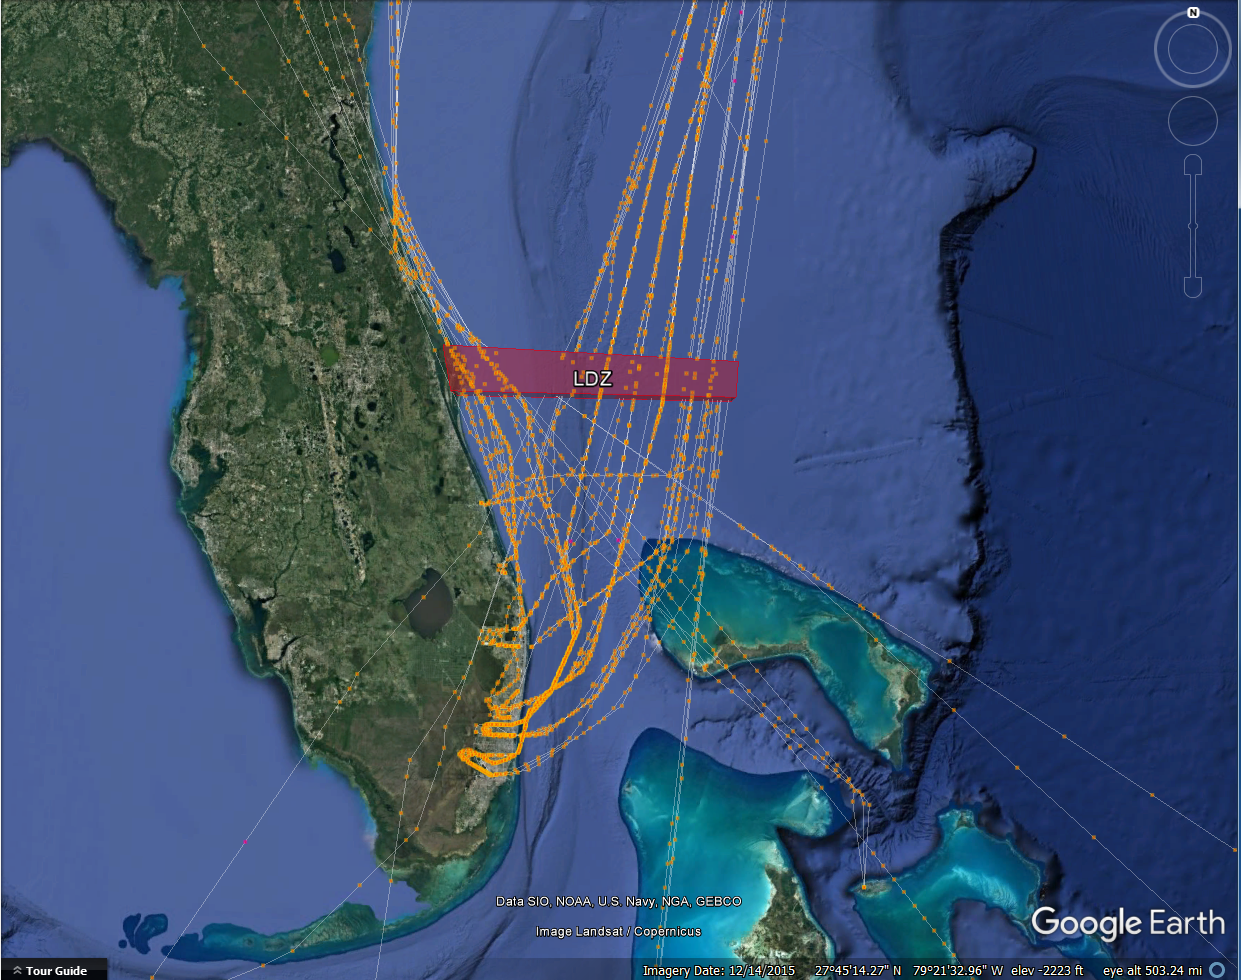 N
LDZ
Data SIO, NOAA, U.S. Navy, NGA, GEBCO
Image Landsat / Copernicus
Google Earth
Tour Guide
Imagery Date: 12/14/2015 27°45'14.27" N 79°21'32.96" W elev -2223 ft eye alt 503.24 mi